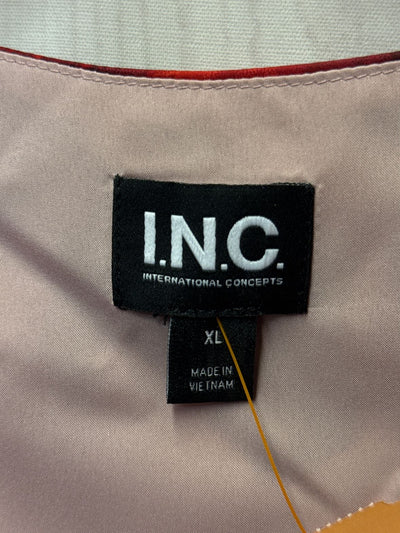 I.N.C.
INTERNATIONAL CONCEPTS
XL
MADE IN
VIETNAM